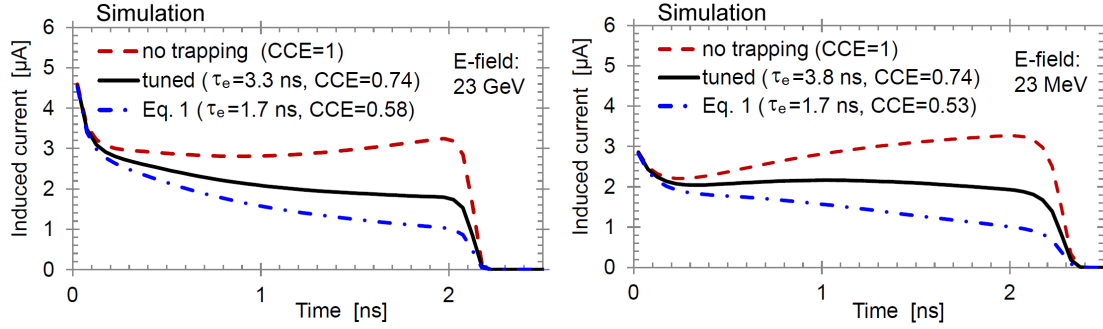 Simulation
6
5
4
3
2
1
0
Induced current [µA]
no trapping (CCE=1)
tuned (τe=3.3 ns, CCE=0.74)
Eq. 1 (τe=1.7 ns, CCE=0.58)
E-field:
23 GeV
0 1 2
Time [ns]
Simulation
6
5
4
3
2
1
0
Induced current [µA]
no trapping (CCE=1)
tuned (τe=3.8 ns, CCE=0.74)
Eq. 1 (τe=1.7 ns, CCE=0.53)
E-field:
23 MeV
0 1 2
Time [ns]